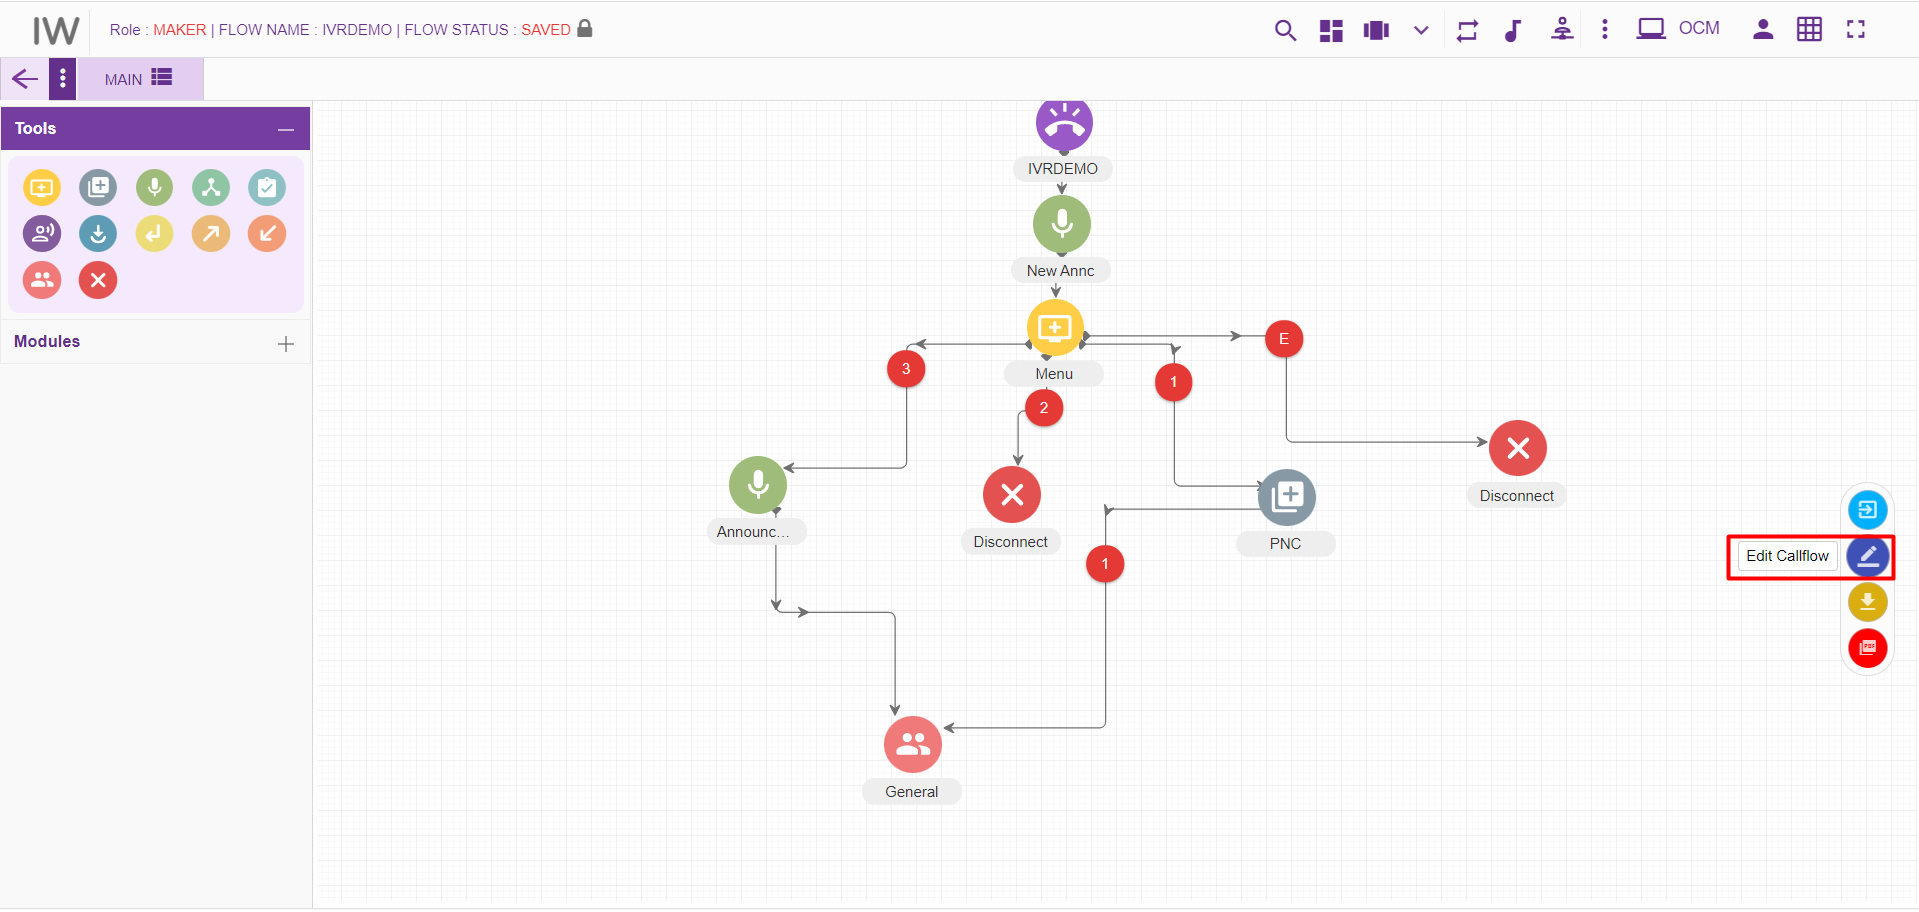 IW
Role : MAKER | FLOW NAME : IVRDEMO | FLOW STATUS : SAVED
OCM
MAIN
Tools
Modules
IVRDEMO
New Annc
Menu
E
3
1
2
Announc...
Disconnect
PNC
Disconnect
1
General
Edit Callflow
PDF